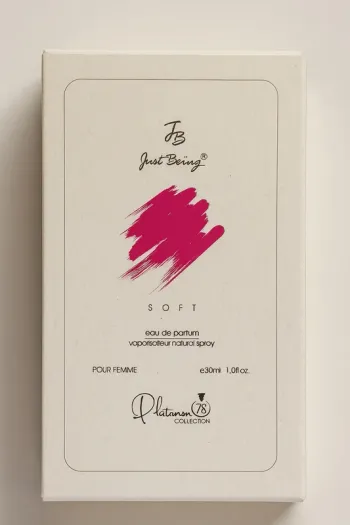 JB
Just Being®
SOFT
eau de parfum
vaporisateur natural spray
POUR FEMME e30ml 1,0fl oz.
Platanon 78
COLLECTION